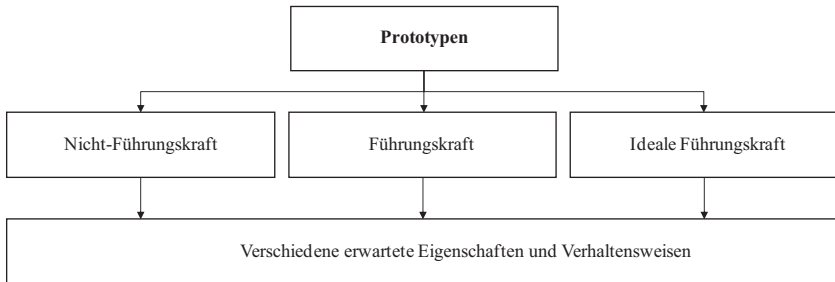 Prototypen
Nicht-Führungskraft
Führungskraft
Ideale Führungskraft
Verschiedene erwartete Eigenschaften und Verhaltensweisen